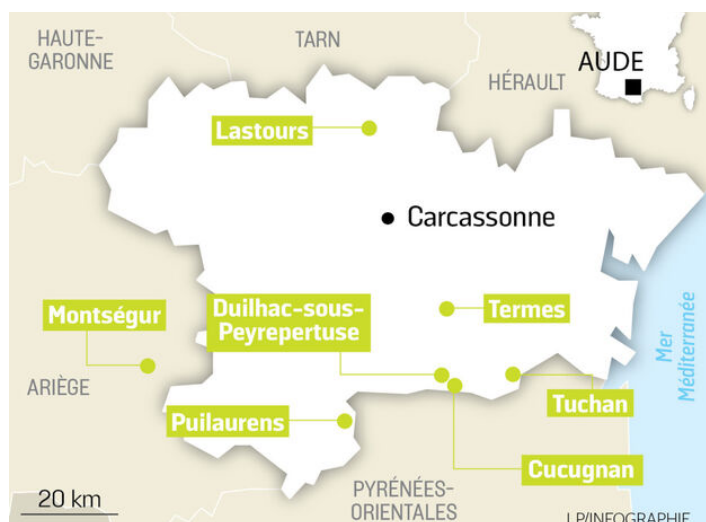 HAUTE-
GARONNE
TARN
HÉRAULT
AUDE
Lastours
Carcassonne
Montségur
Duilhac-sous-
Peyrepertuse
Termes
Mer
Méditerranée
ARIÈGE
Puilaurens
Tuchan
Cucugnan
20 km
PYRÉNÉES-
ORIENTALES
LP/INFOGRAPHIE